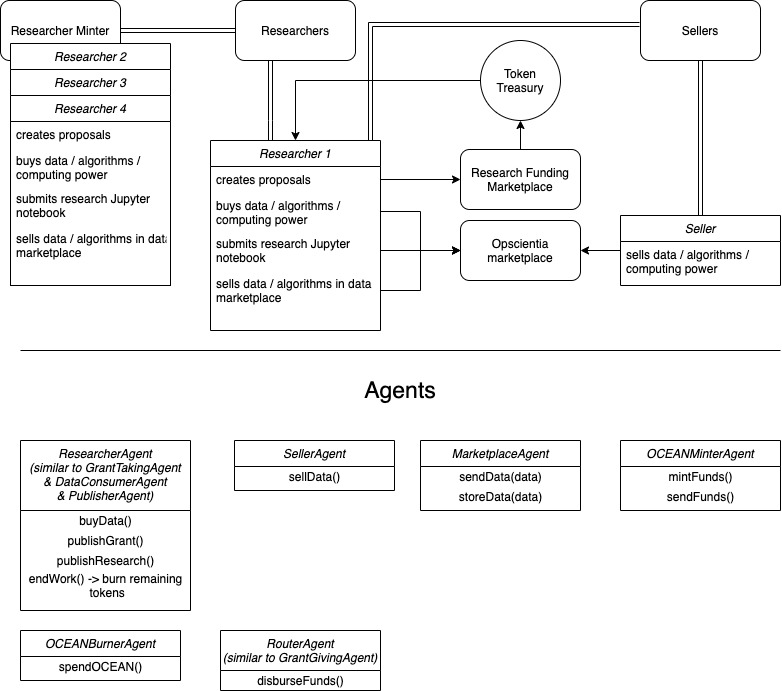 Researcher Minter
Researchers
Sellers
Researcher 2
Researcher 3
Researcher 4
creates proposals
buys data / algorithms /
computing power
submits research Jupyter
notebook
sells data / algorithms in data
marketplace
Researcher 1
creates proposals
buys data / algorithms /
computing power
submits research Jupyter
notebook
sells data / algorithms in data
marketplace
Token
Treasury
Research Funding
Marketplace
Opscientia
marketplace
Seller
sells data / algorithms /
computing power
Agents
ResearcherAgent
(similar to GrantTakingAgent
& DataConsumerAgent
& PublisherAgent)
buyData()
publishGrant()
publishResearch()
endWork() -> burn remaining
tokens
SellerAgent
sellData()
MarketplaceAgent
sendData(data)
storeData(data)
OCEANMinterAgent
mintFunds()
sendFunds()
OCEANBurnerAgent
spendOCEAN()
RouterAgent
(similar to GrantGivingAgent)
disburseFunds()